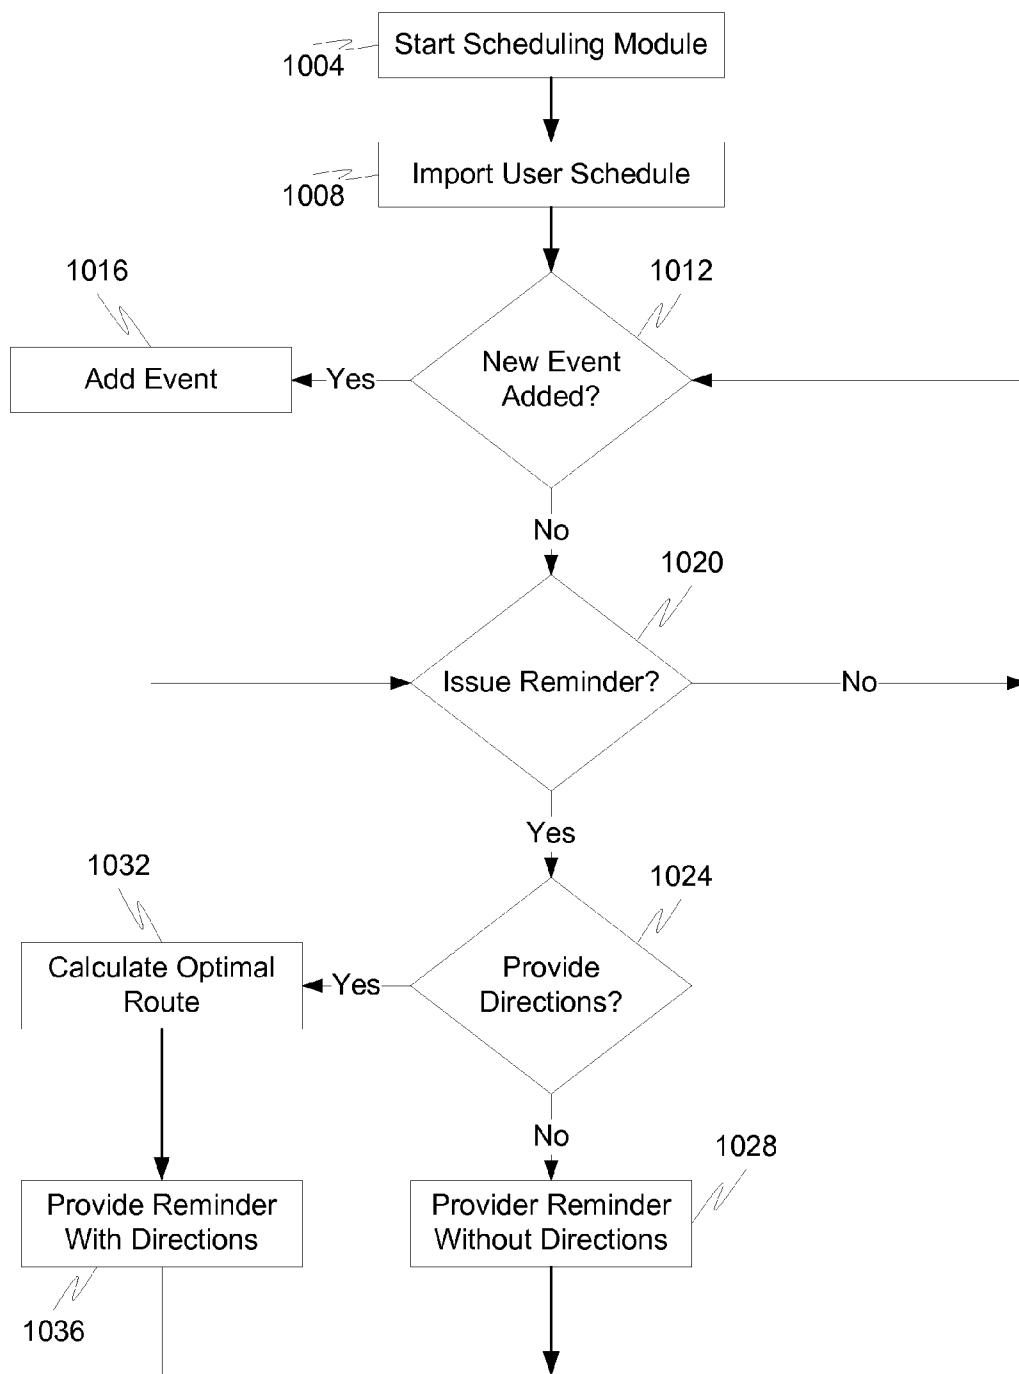 Start Scheduling Module
1004
Import User Schedule
1008
1016
1012
Add Event
Yes
New Event
Added?
No
1020
Issue Reminder?
No
Yes
1032
1024
Calculate Optimal
Route
Yes
Provide
Directions?
No
1028
Provide Reminder
With Directions
Provider Reminder
Without Directions
1036